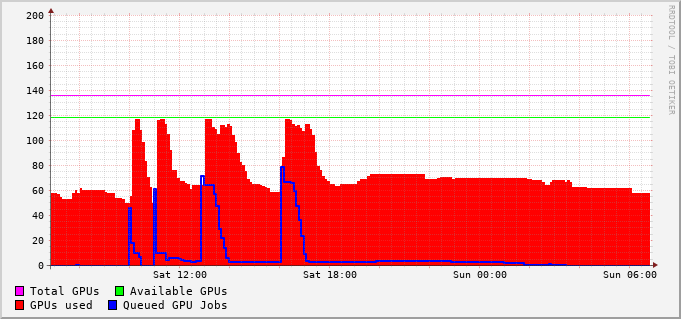 200
180
160
140
120
100
80
60
40
20
0
Sat 12:00 Sat 18:00 Sun 00:00 Sun 06:00
Total GPUs Available GPUs
GPUs used Queued GPU Jobs
RRDTOOL / TOBI OETIKER